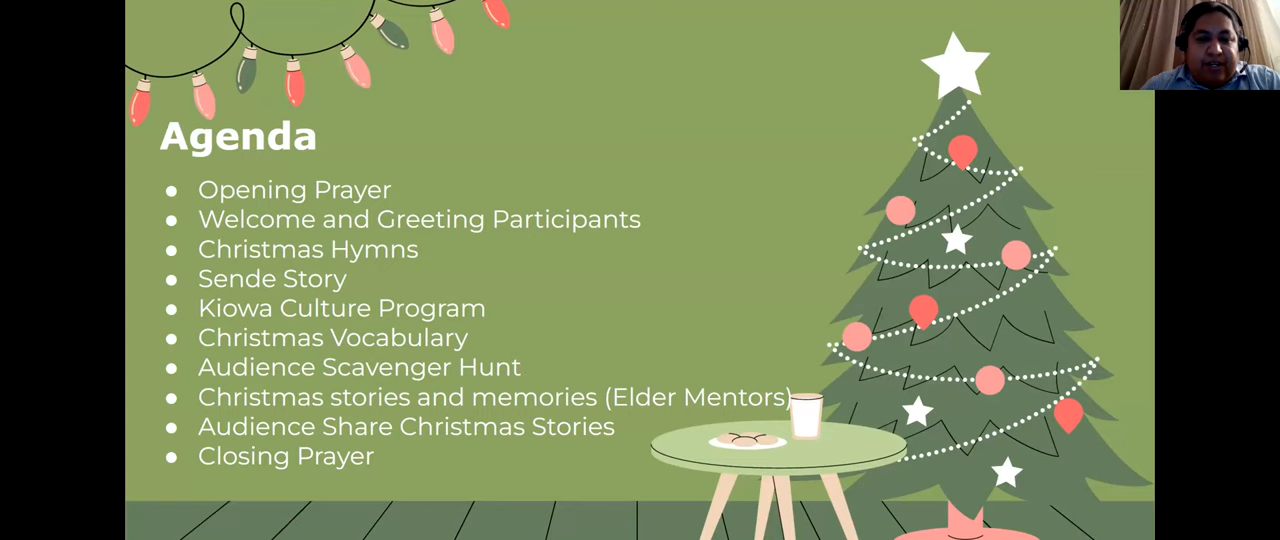 Agenda
● Opening Prayer
● Welcome and Greeting Participants
● Christmas Hymns
● Sende Story
● Kiowa Culture Program
● Christmas Vocabulary
● Audience Scavenger Hunt
● Christmas stories and memories (Elder Mentors)
● Audience Share Christmas Stories
● Closing Prayer